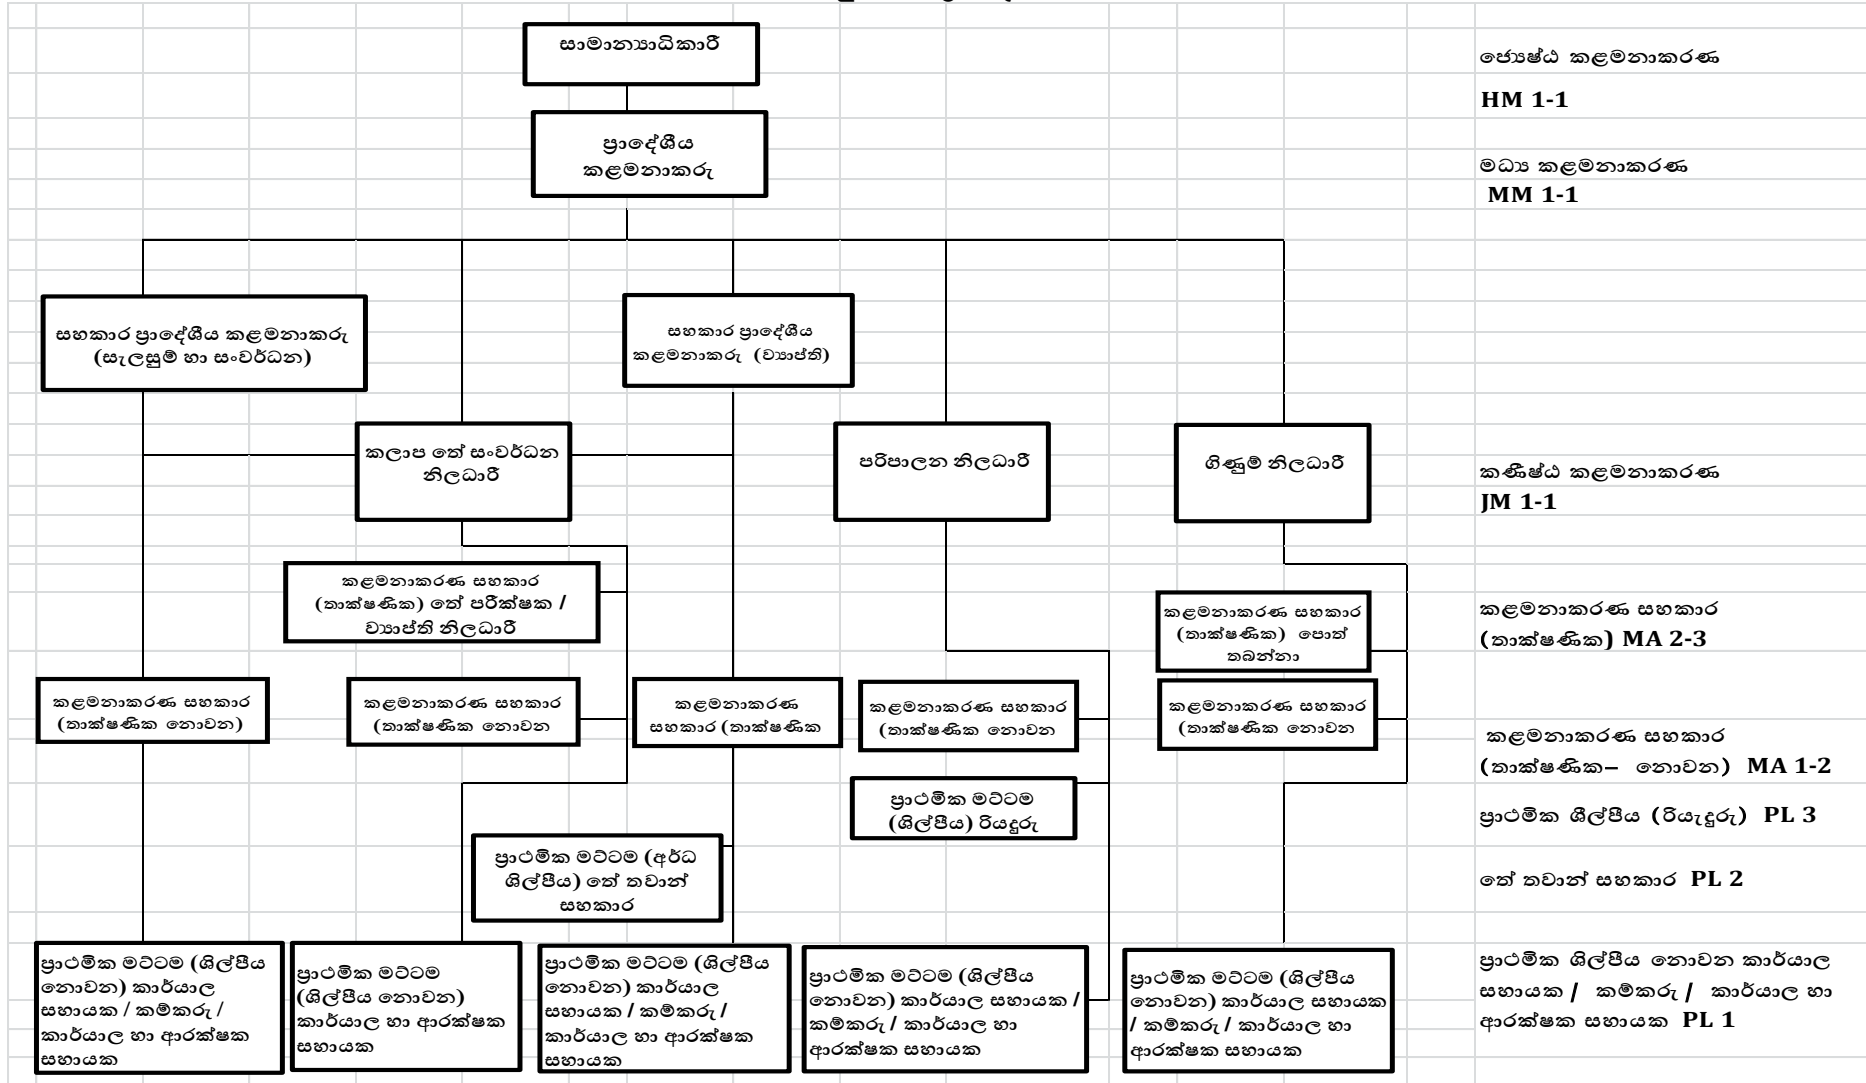 සාමාන්‍යාධිකාරී
ජ්‍යෙෂ්ඨ කළමනාකරණ
HM 1-1
ප්‍රාදේශීය
කළමනාකරු
මධ්‍ය කළමනාකරණ
MM 1-1
සහකාර ප්‍රාදේශීය කළමනාකරු
(සැලසුම් හා සංවර්ධන)
සහකාර ප්‍රාදේශීය
කළමනාකරු (ව්‍යාප්ති)
කලාප තේ සංවර්ධන
නිලධාරී
පරිපාලන නිලධාරී
ගිණුම් නිලධාරී
කණිෂ්ඨ කළමනාකරණ
JM 1-1
කළමනාකරණ සහකාර
(තාක්ෂණික) තේ පරීක්ෂක /
ව්‍යාප්ති නිලධාරී
කළමනාකරණ සහකාර
(තාක්ෂණික) පොත්
තබන්නා
කළමනාකරණ සහකාර
(තාක්ෂණික) MA 2-3
කළමනාකරණ සහකාර
(තාක්ෂණික නොවන)
කළමනාකරණ සහකාර
(තාක්ෂණික නොවන
කළමනාකරණ
සහකාර (තාක්ෂණික
කළමනාකරණ සහකාර
(තාක්ෂණික නොවන
කළමනාකරණ සහකාර
(තාක්ෂණික නොවන
කළමනාකරණ සහකාර
(තාක්ෂණික– නොවන) MA 1-2
ප්‍රාථමික මට්ටම
(ශිල්පීය) රියදුරු
ප්‍රාථමික ශිල්පීය (රියැදුරු) PL 3
ප්‍රාථමික මට්ටම (අර්ධ
ශිල්පීය) තේ තවාන්
සහකාර
තේ තවාන් සහකාර PL 2
ප්‍රාථමික මට්ටම (ශිල්පීය
නොවන) කාර්යාල
සහායක / කම්කරු /
කාර්යාල හා ආරක්ෂක
සහායක
ප්‍රාථමික මට්ටම
(ශිල්පීය නොවන)
කාර්යාල හා ආරක්ෂක
සහායක
ප්‍රාථමික මට්ටම (ශිල්පීය
නොවන) කාර්යාල
සහායක / කම්කරු /
කාර්යාල හා ආරක්ෂක
සහායක
ප්‍රාථමික මට්ටම (ශිල්පීය
නොවන) කාර්යාල සහායක /
කම්කරු / කාර්යාල හා
ආරක්ෂක සහායක
ප්‍රාථමික මට්ටම (ශිල්පීය
නොවන) කාර්යාල සහායක
/ කම්කරු / කාර්යාල හා
ආරක්ෂක සහායක
ප්‍රාථමික ශිල්පීය නොවන කාර්යාල
සහායක / කම්කරු / කාර්යාල හා
ආරක්ෂක සහායක PL 1